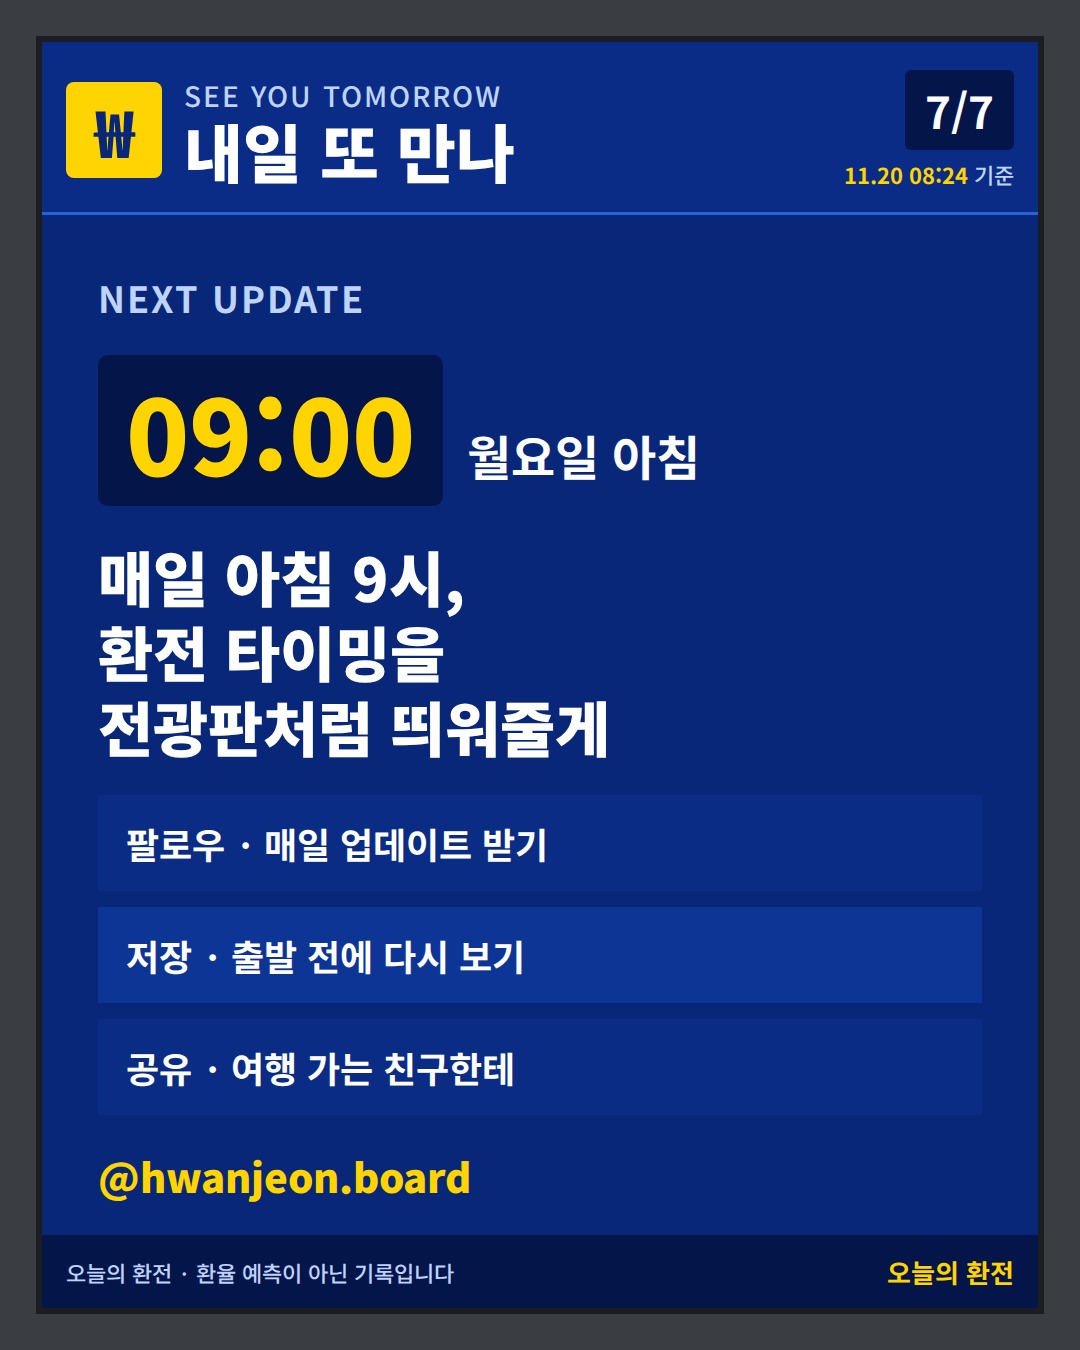 ₩
SEE YOU TOMORROW
내일 또 만나
7/7
11.20 08:24 기준
NEXT UPDATE
09:00
월요일 아침
매일 아침 9시,
환전 타이밍을
전광판처럼 띄워줄게
팔로우 · 매일 업데이트 받기
저장 · 출발 전에 다시 보기
공유 · 여행 가는 친구한테
@hwanjeon.board
오늘의 환전 · 환율 예측이 아닌 기록입니다
오늘의 환전